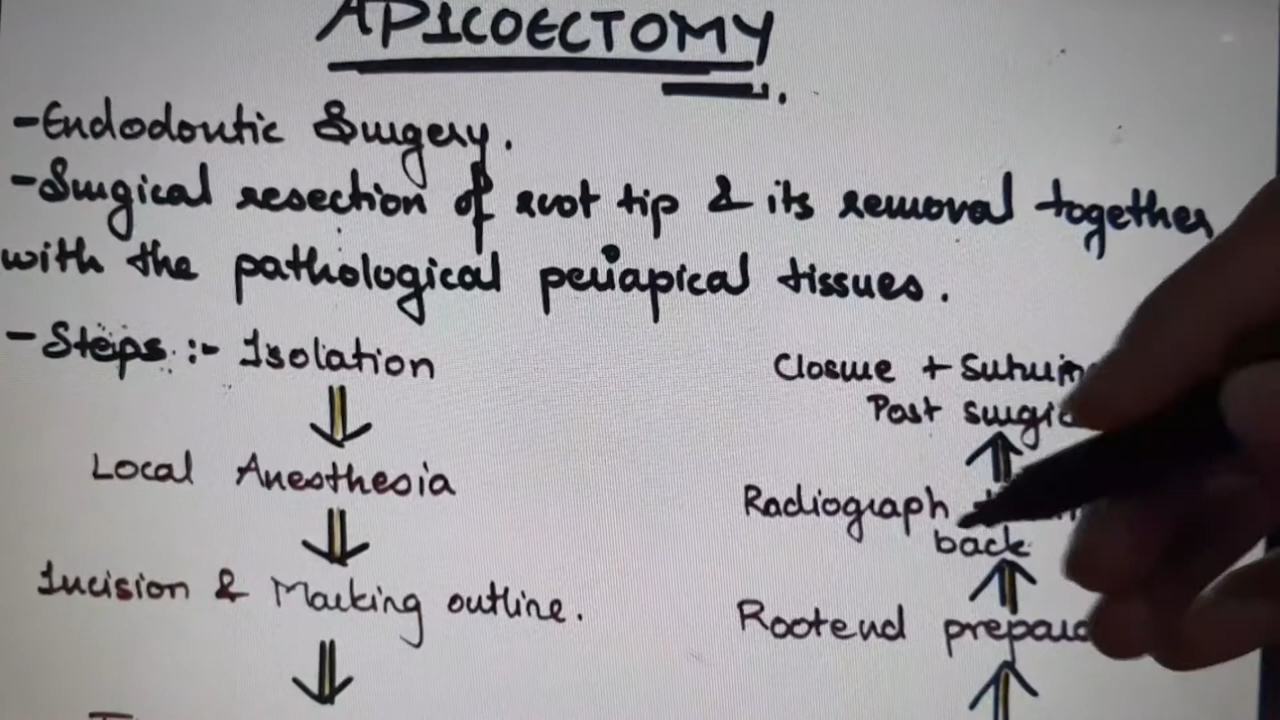 APICOECTOMY
- Endodontic Surgery.
- Surgical resection of root tip & its removal together
with the pathological periapical tissues.
- Steps :- Isolation
Local Anesthesia
Incision & Marking outline.
Closure + Suturin
Post surgic
Radiograph
back
Rootend prepara